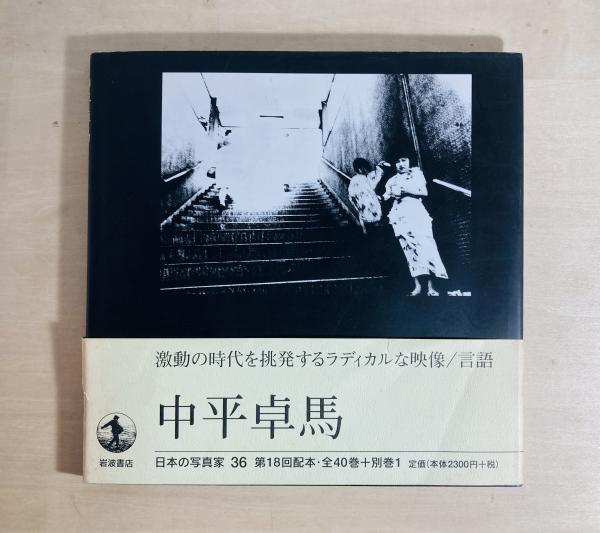 激動の時代を挑発するラディカルな映像/言語
中平卓馬
岩波書店
日本の写真家 36 第18回配本・全40巻+別巻1 定価(本体2300円+税)